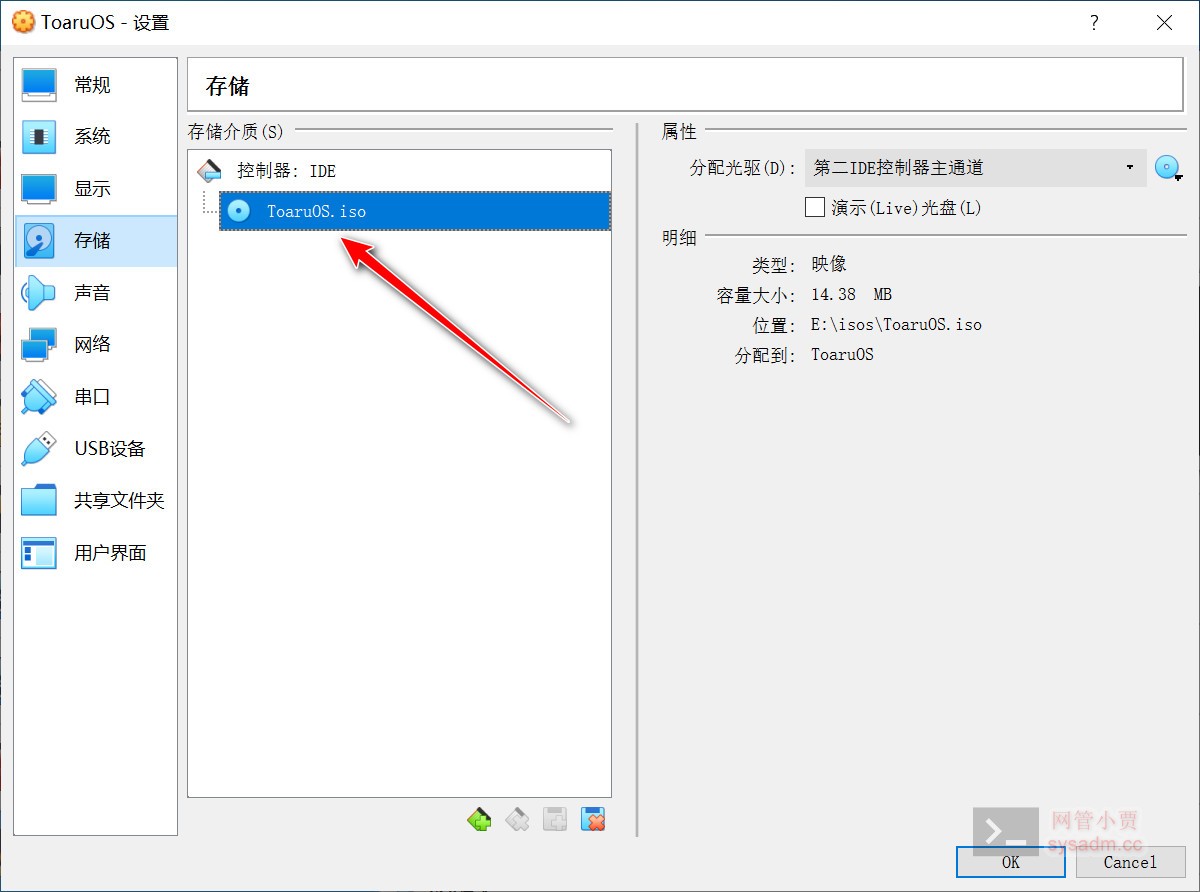 ToaruOS - 设置
?
常规
系统
显示
存储
声音
网络
串口
USB设备
共享文件夹
用户界面
存储
存储介质(S)
控制器: IDE
ToaruOS.iso
属性
分配光驱(D): 第二IDE控制器主通道
演示(Live)光盘(L)
明细
类型: 映像
容量大小: 14.38 MB
位置: E:\isos\ToaruOS.iso
分配到: ToaruOS
网管小贾
sysadm.cc
OK
Cancel